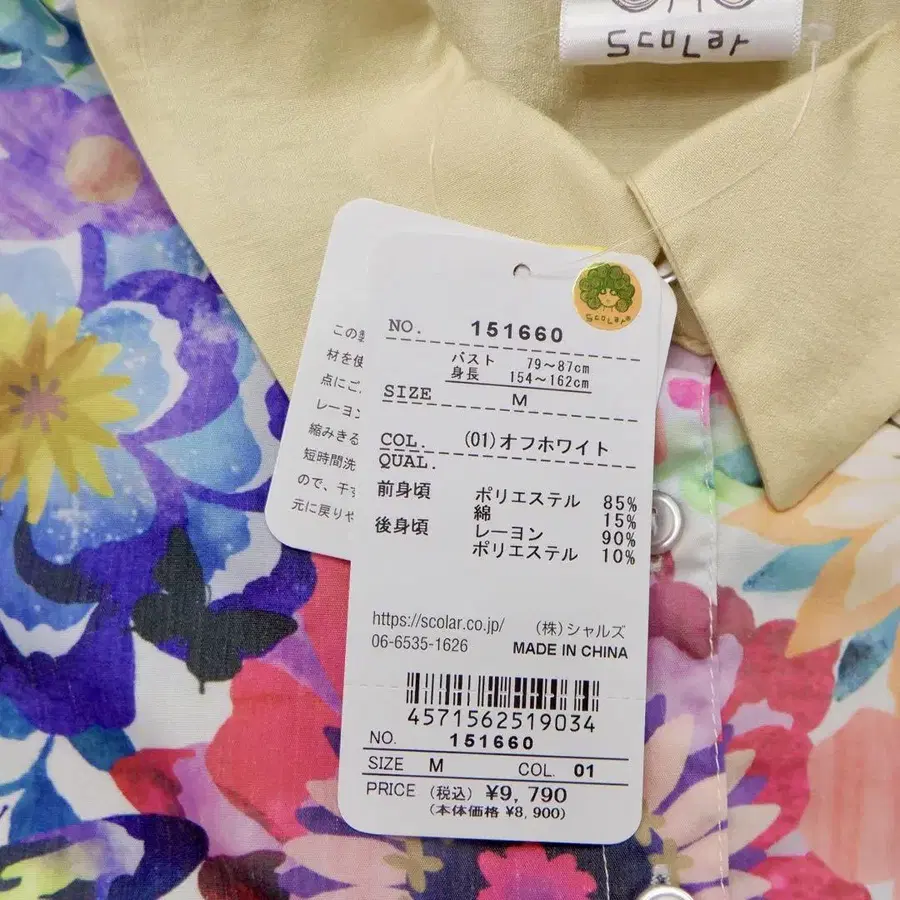 scolar
scolar
この
材を使
点にご
レーヨン
縮みきる
短時間洗
ので、干す
元に戻りや
NO. 151660
バスト 79～87cm
身長 154～162cm
SIZE M
COL. (01)オフホワイト
QUAL.
前身頃 ポリエステル 85%
綿 15%
後身頃 レーヨン 90%
ポリエステル 10%
https://scolar.co.jp/ (株)シャルズ
06-6535-1626 MADE IN CHINA
4571562519034
NO. 151660
SIZE M COL. 01
PRICE (税込) ¥9,790
(本体価格 ¥8,900)